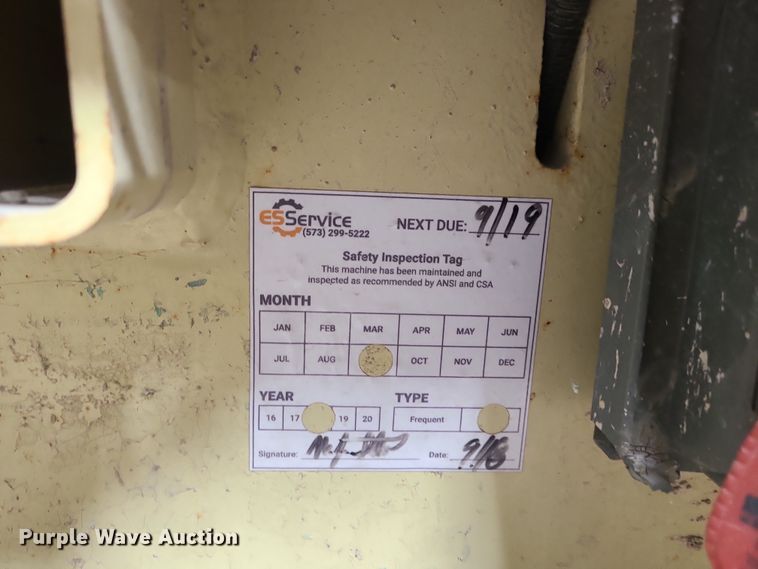 ESService
(573) 299-5222
NEXT DUE: 9/19
Safety Inspection Tag
This machine has been maintained and
inspected as recommended by ANSI and CSA
MONTH
JAN FEB MAR APR MAY JUN
JUL AUG OCT NOV DEC
YEAR TYPE
16 17 19 20 Frequent
Signature: Date: 9/18
Purple Wave Auction